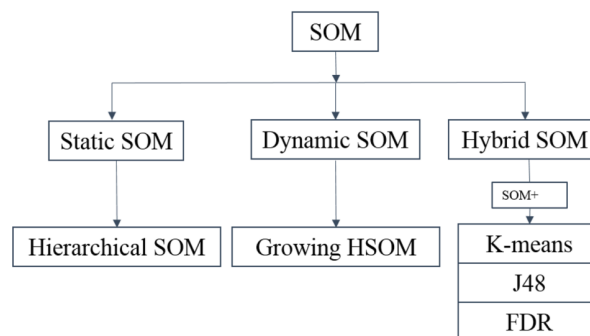 SOM
Static SOM
Dynamic SOM
Hybrid SOM
SOM+
Hierarchical SOM
Growing HSOM
K-means
J48
FDR